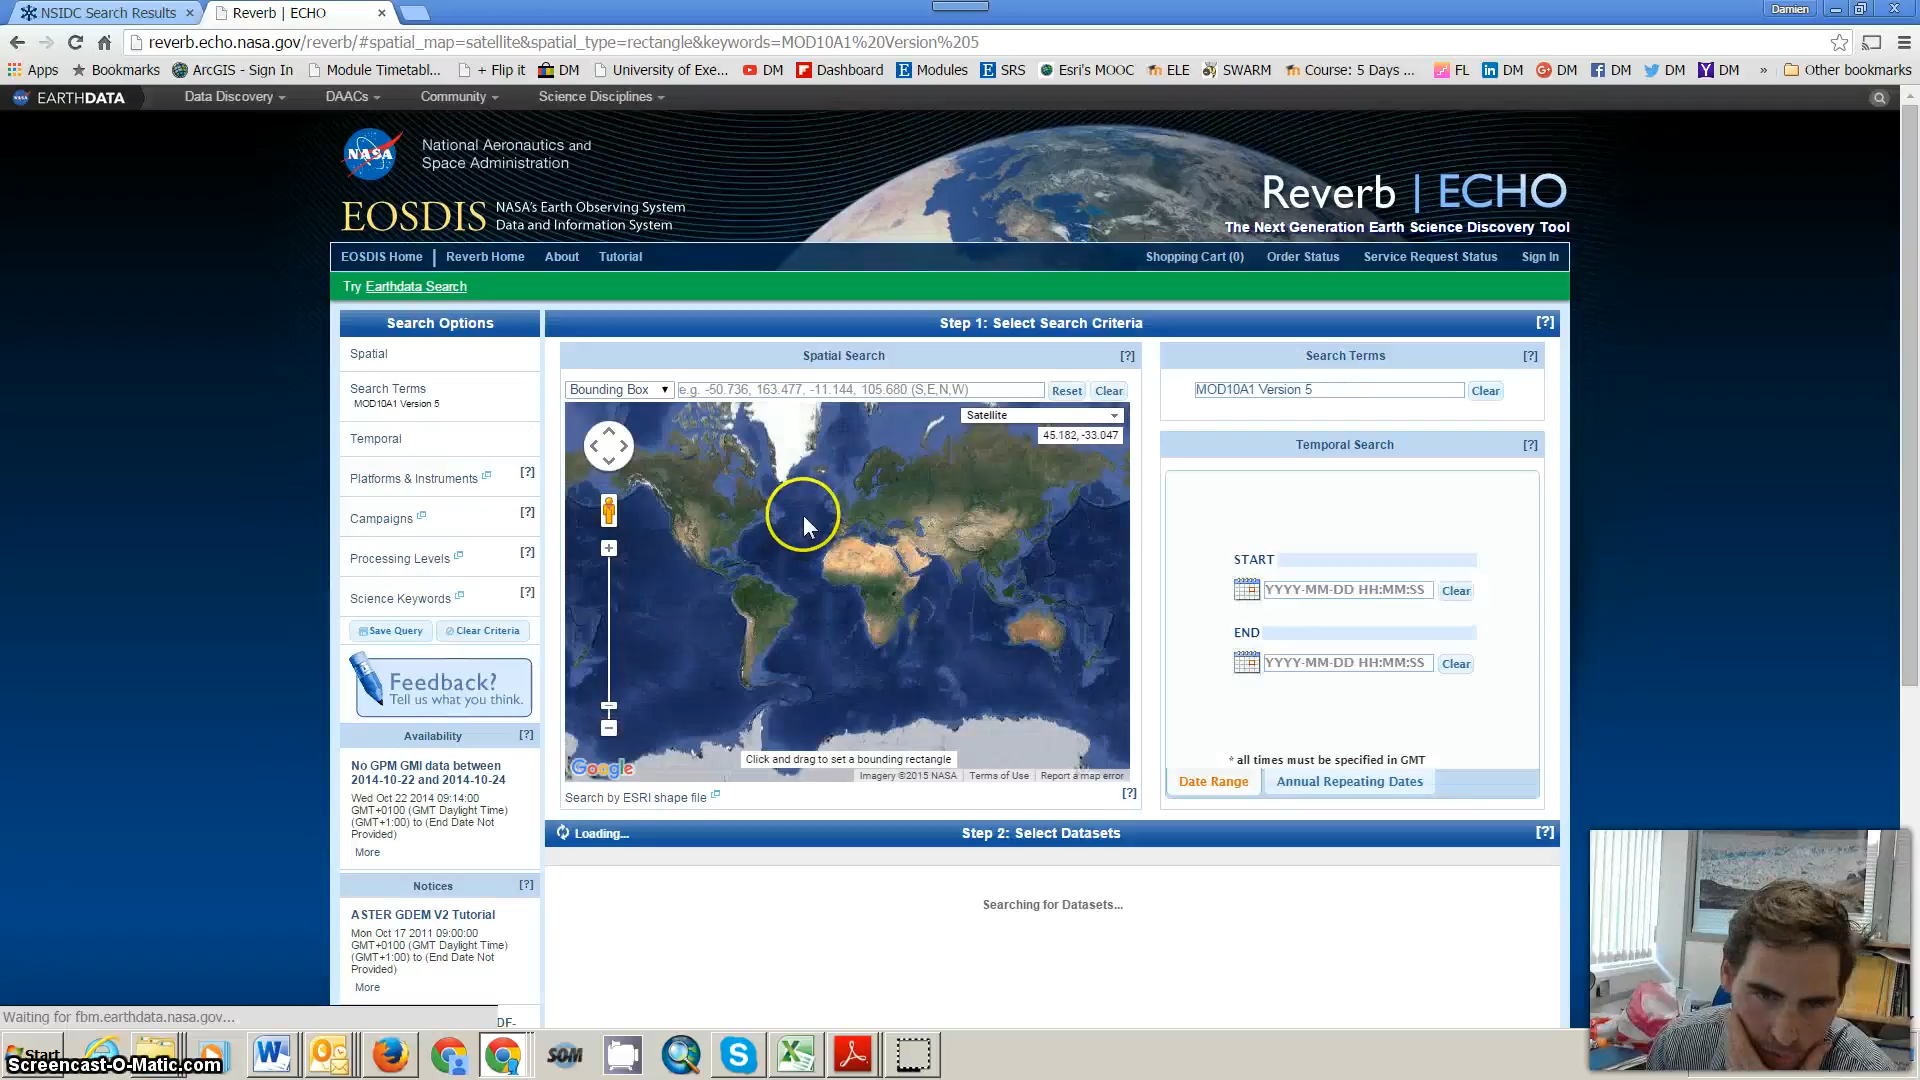 NSIDC Search Results
Reverb | ECHO
Damien
reverb.echo.nasa.gov/reverb/#spatial_map=satellite&spatial_type=rectangle&keywords=MOD10A1%20Version%205
Apps Bookmarks ArcGIS - Sign In Module Timetabl... + Flip it DM University of Exe... DM Dashboard Modules SRS Esri's MOOC ELE SWARM Course: 5 Days ... FL DM DM DM DM DM » Other bookmarks
EARTHDATA Data Discovery DAACs Community Science Disciplines
NASA
National Aeronautics and
Space Administration
EOSDIS
NASA's Earth Observing System
Data and Information System
Reverb | ECHO
The Next Generation Earth Science Discovery Tool
EOSDIS Home | Reverb Home About Tutorial Shopping Cart (0) Order Status Service Request Status Sign In
Try Earthdata Search
Search Options
Spatial
Search Terms
MOD10A1 Version 5
Temporal
Platforms & Instruments [?]
Campaigns [?]
Processing Levels [?]
Science Keywords [?]
Save Query Clear Criteria
Feedback?
Tell us what you think.
Availability [?]
No GPM GMI data between
2014-10-22 and 2014-10-24
Wed Oct 22 2014 09:14:00
GMT+0100 (GMT Daylight Time)
(GMT+1:00) to (End Date Not
Provided)
More
Notices [?]
ASTER GDEM V2 Tutorial
Mon Oct 17 2011 09:00:00
GMT+0100 (GMT Daylight Time)
(GMT+1:00) to (End Date Not
Provided)
More
DF-
Step 1: Select Search Criteria [?]
Spatial Search [?]
Bounding Box e.g. -50.736, 163.477, -11.144, 105.680 (S,E,N,W) Reset Clear
Satellite
45.182, -33.047
Click and drag to set a bounding rectangle
Google
Imagery ©2015 NASA Terms of Use Report a map error
Search by ESRI shape file [?]
Search Terms [?]
MOD10A1 Version 5 Clear
Temporal Search [?]
START
YYYY-MM-DD HH:MM:SS Clear
END
YYYY-MM-DD HH:MM:SS Clear
* all times must be specified in GMT
Date Range Annual Repeating Dates
Loading... Step 2: Select Datasets [?]
Searching for Datasets...
Waiting for fbm.earthdata.nasa.gov...
Start
SOM
Screencast-O-Matic.com